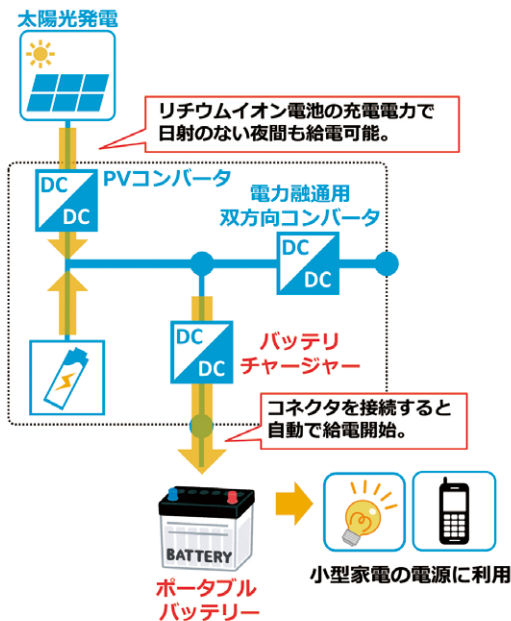 太陽光発電
リチウムイオン電池の充電電力で
日射のない夜間も給電可能。
DC
DC
PVコンバータ
電力融通用
双方向コンバータ
DC
DC
DC
DC
バッテリ
チャージャー
コネクタを接続すると
自動で給電開始。
BATTERY
ポータブル
バッテリー
小型家電の電源に利用